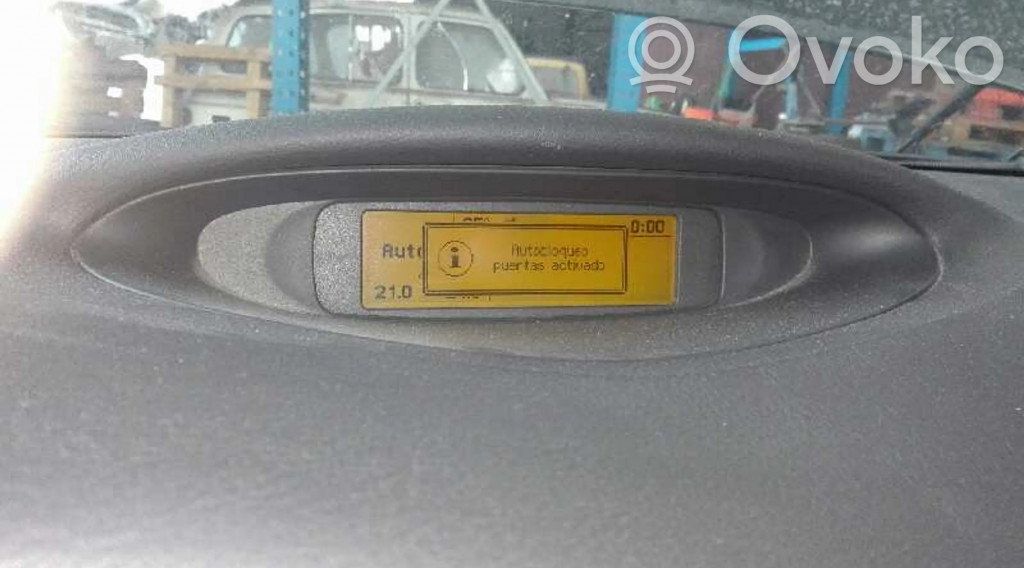 Ovoko
0:00
Auto
i
Autobloqueo
puertas activado
21.0